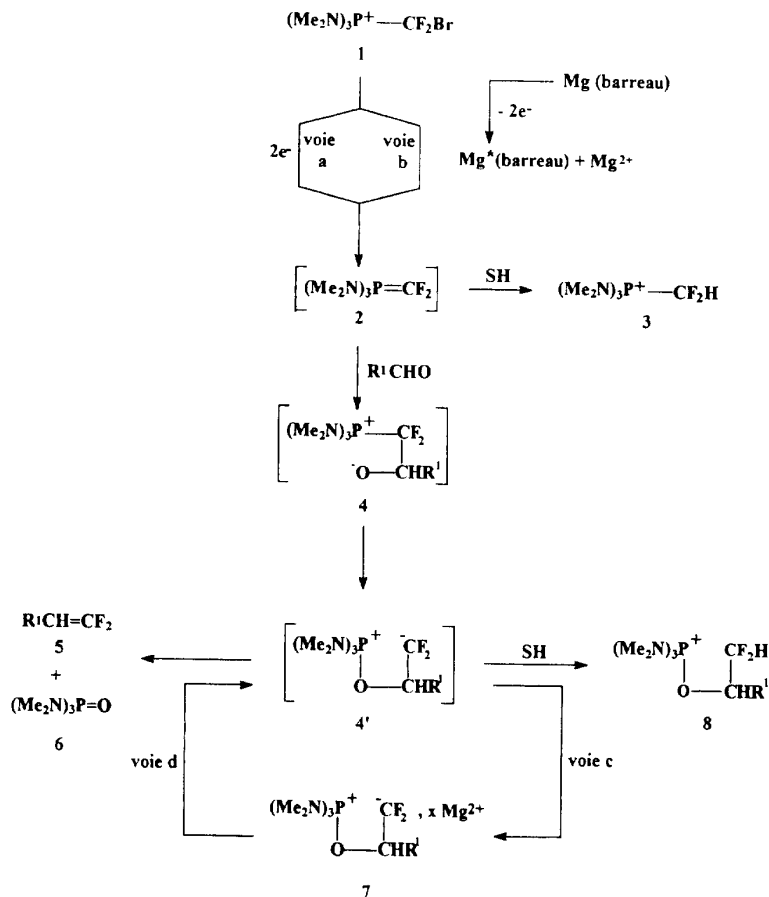 (Me₂N)₃P⁺—CF₂Br
1
Mg (barreau)
- 2e⁻
2e⁻ voie a voie b
Mg*(barreau) + Mg²⁺
[(Me₂N)₃P=CF₂] SH (Me₂N)₃P⁺—CF₂H
2 3
R¹CHO
(Me₂N)₃P⁺—CF₂
⁻O—CHR¹
4
R¹CH=CF₂
5
+
(Me₂N)₃P=O
6
(Me₂N)₃P⁺ ⁻CF₂
O—CHR¹
4'
SH
(Me₂N)₃P⁺ CF₂H
O—CHR¹
8
voie d voie c
(Me₂N)₃P⁺ ⁻CF₂ , x Mg²⁺
O—CHR¹
7